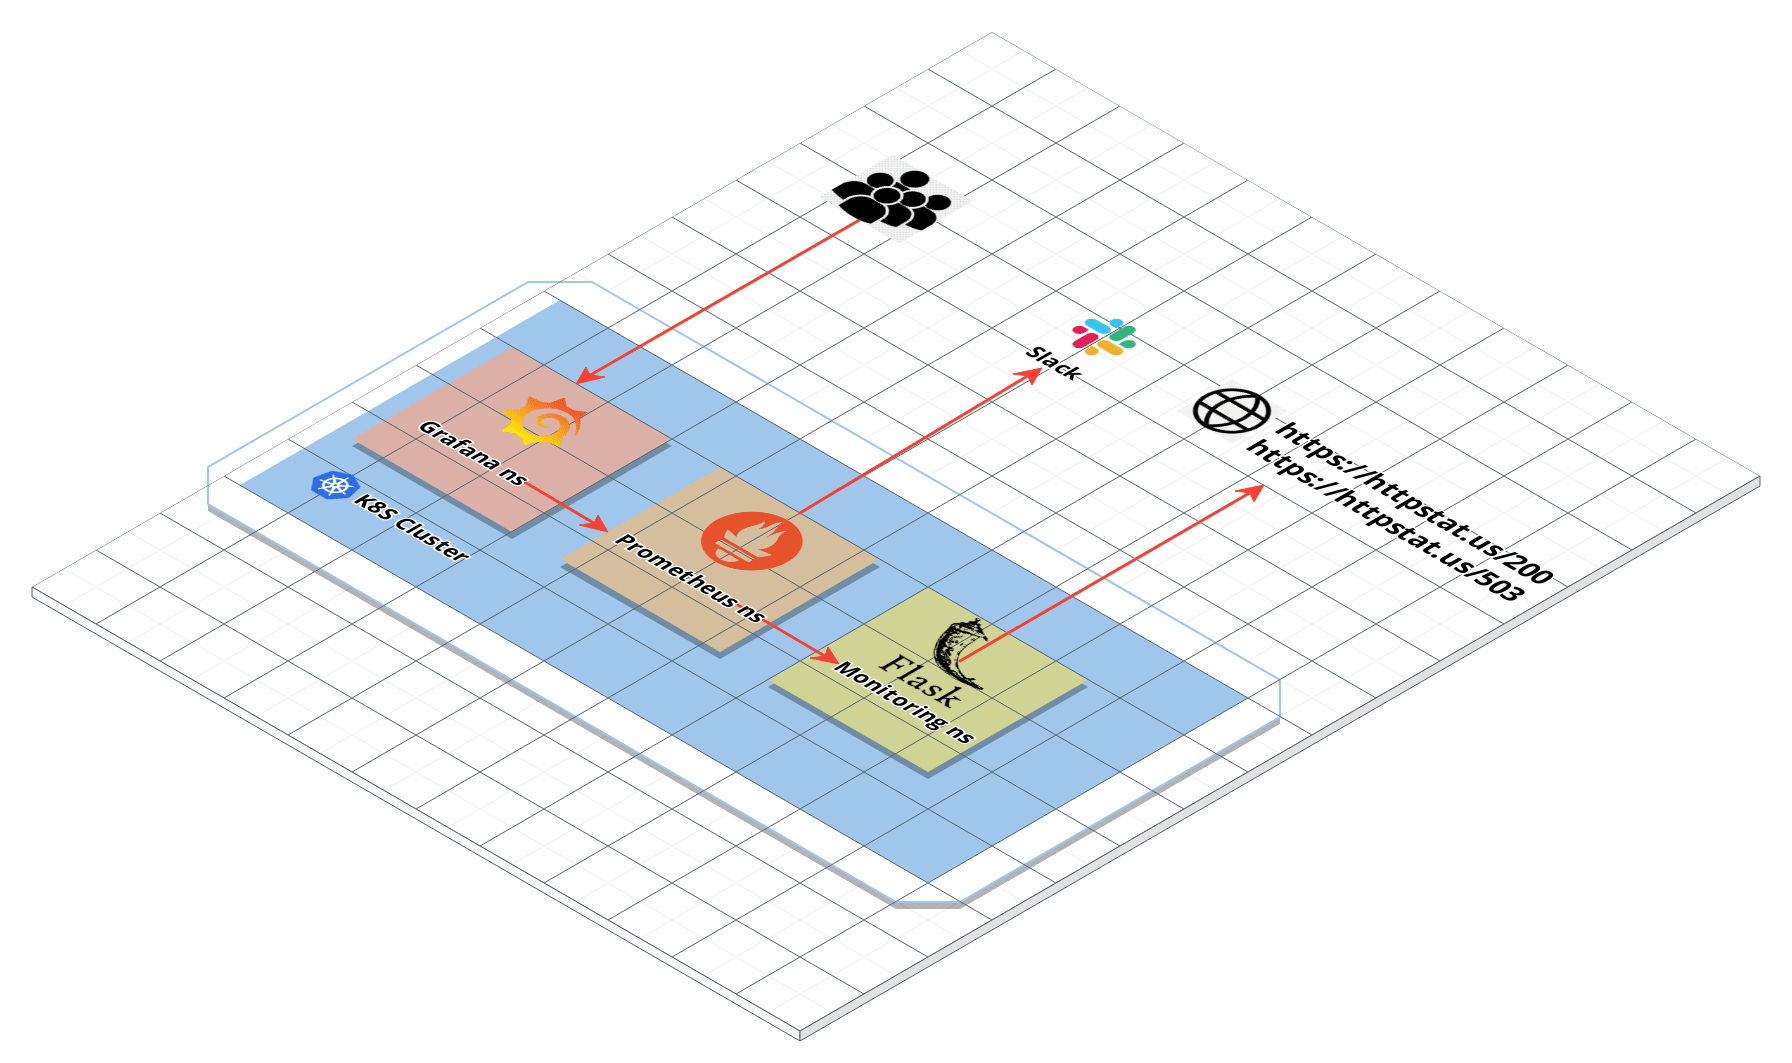 Slack
https://httpstat.us/200
https://httpstat.us/503
Grafana ns
K8S Cluster
Prometheus ns
Flask
Monitoring ns